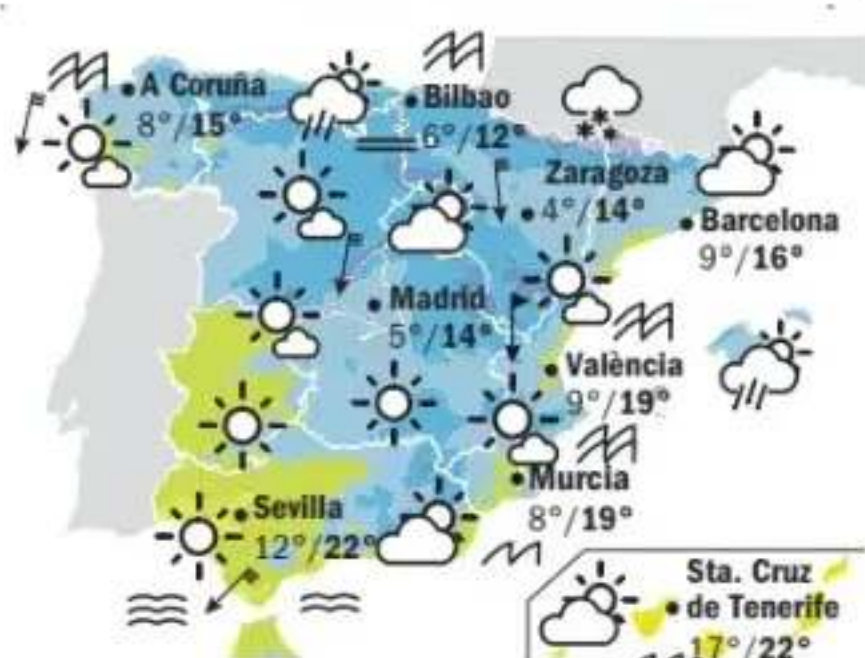 A Coruña
8°/15°
Bilbao
6°/12°
Zaragoza
4°/14°
Barcelona
9°/16°
Madrid
5°/14°
València
9°/19°
Murcia
8°/19°
Sevilla
12°/22°
Sta. Cruz
de Tenerife
17°/22°